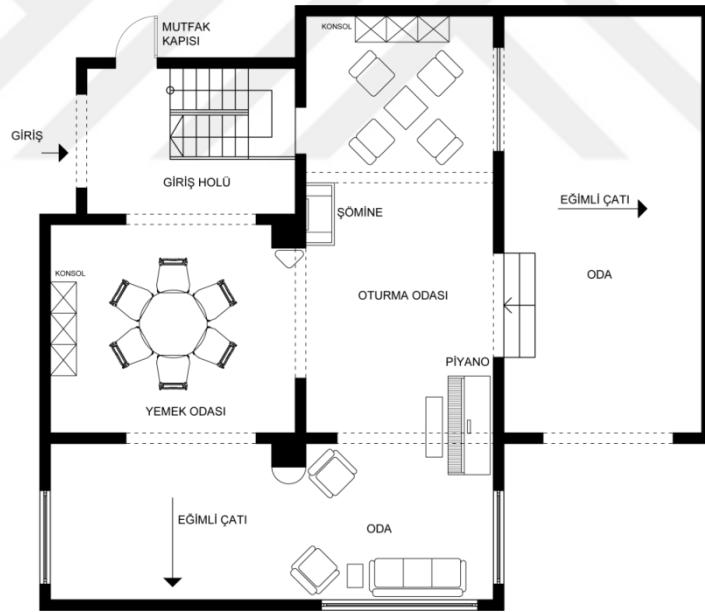 MUTFAK
KAPISI
KONSOL
GİRİŞ
GİRİŞ HOLÜ
EĞİMLİ ÇATI
ŞÖMİNE
KONSOL
ODA
OTURMA ODASI
PİYANO
YEMEK ODASI
EĞİMLİ ÇATI
ODA